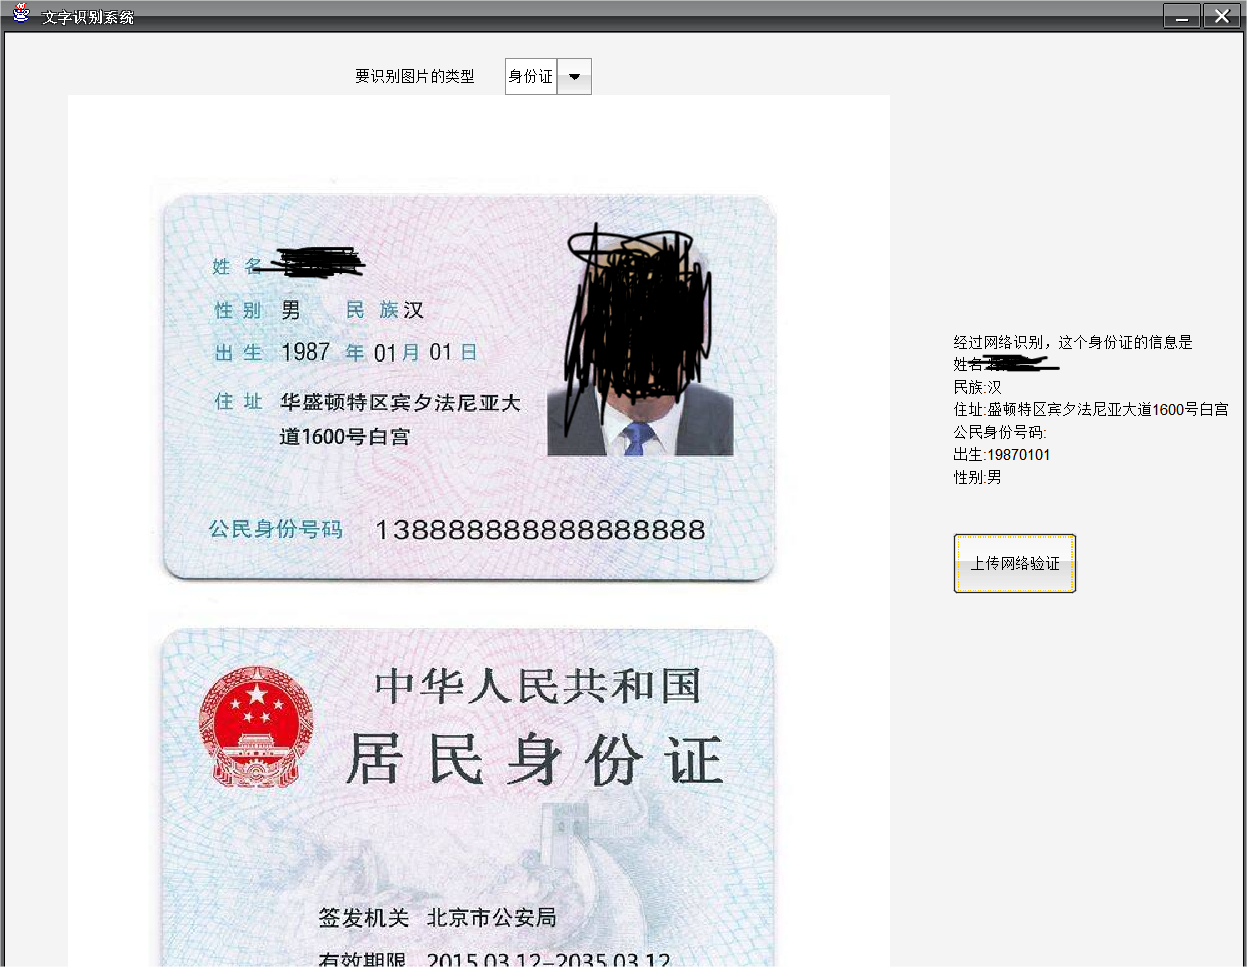 文字识别系统
要识别图片的类型 身份证
姓 名
性 别 男 民 族 汉
出 生 1987 年 01 月 01 日
住 址 华盛顿特区宾夕法尼亚大
道1600号白宫
公民身份号码 138888888888888888
中华人民共和国
居民身份证
签发机关 北京市公安局
有效期限 2015.03.12-2035.03.12
经过网络识别，这个身份证的信息是
姓名:
民族:汉
住址:盛顿特区宾夕法尼亚大道1600号白宫
公民身份号码:
出生:19870101
性别:男
上传网络验证